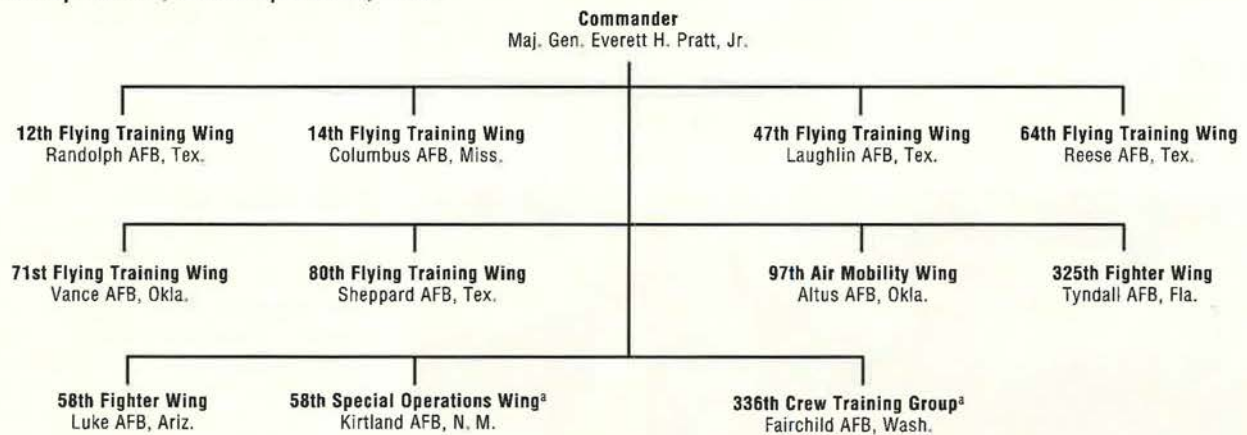 Commander
Maj. Gen. Everett H. Pratt, Jr.
12th Flying Training Wing
Randolph AFB, Tex.
14th Flying Training Wing
Columbus AFB, Miss.
47th Flying Training Wing
Laughlin AFB, Tex.
64th Flying Training Wing
Reese AFB, Tex.
71st Flying Training Wing
Vance AFB, Okla.
80th Flying Training Wing
Sheppard AFB, Tex.
97th Air Mobility Wing
Altus AFB, Okla.
325th Fighter Wing
Tyndall AFB, Fla.
58th Fighter Wing
Luke AFB, Ariz.
58th Special Operations Wingᵃ
Kirtland AFB, N. M.
336th Crew Training Groupᵃ
Fairchild AFB, Wash.